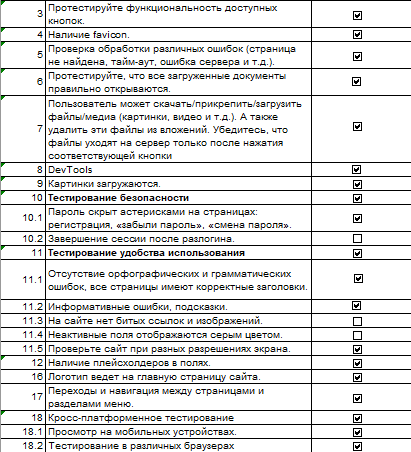 3 Протестируйте функциональность доступных
кнопок.
4 Наличие favicon.
5 Проверка обработки различных ошибок (страница
не найдена, тайм-аут, ошибка сервера и т.д.).
6 Протестируйте, что все загруженные документы
правильно открываются.
7 Пользователь может скачать/прикрепить/загрузить
файлы/медиа (картинки, видео и т.д.). А также
удалить эти файлы из вложений. Убедитесь, что
файлы уходят на сервер только после нажатия
соответствующей кнопки
8 DevTools
9 Картинки загружаются.
10 Тестирование безопасности
10.1 Пароль скрыт астерисками на страницах:
регистрация, «забыли пароль», «смена пароля».
10.2 Завершение сессии после разлогина.
11 Тестирование удобства использования
11.1 Отсутствие орфографических и грамматических
ошибок, все страницы имеют корректные заголовки.
11.2 Информативные ошибки, подсказки.
11.3 На сайте нет битых ссылок и изображений.
11.4 Неактивные поля отображаются серым цветом.
11.5 Проверьте сайт при разных разрешениях экрана.
12 Наличие плейсхолдеров в полях.
16 Логотип ведет на главную страницу сайта.
17 Переходы и навигация между страницами и
разделами меню.
18 Кросс-платформенное тестирование
18.1 Просмотр на мобильных устройствах.
18.2 Тестирование в различных браузерах